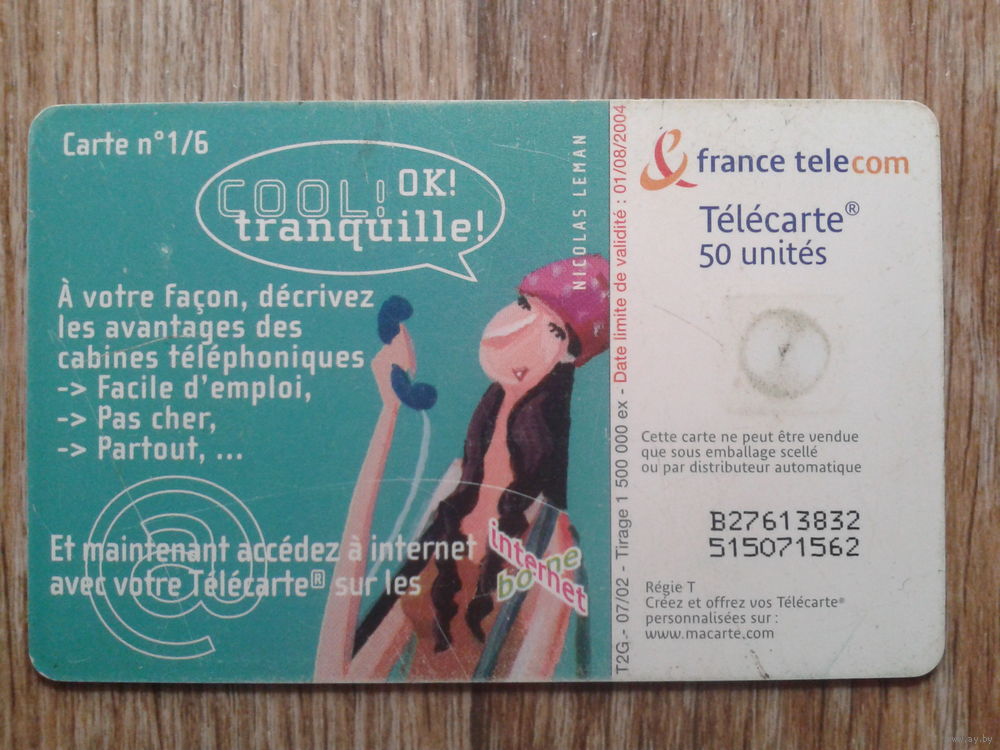 Carte n°1/6
COOL! OK!
tranquille!
À votre façon, décrivez
les avantages des
cabines téléphoniques
-> Facile d'emploi,
-> Pas cher,
-> Partout, ...
@
Et maintenant accédez à internet
avec votre Télécarte® sur les
borne
internet
NICOLAS LEMAN
T2G.- 07/02 - Tirage 1 500 000 ex - Date limite de validité : 01/08/2004
france telecom
Télécarte®
50 unités
Cette carte ne peut être vendue
que sous emballage scellé
ou par distributeur automatique
B27613832
515071562
Régie T
Créez et offrez vos Télécarte®
personnalisées sur :
www.macarte.com
www.ay.by